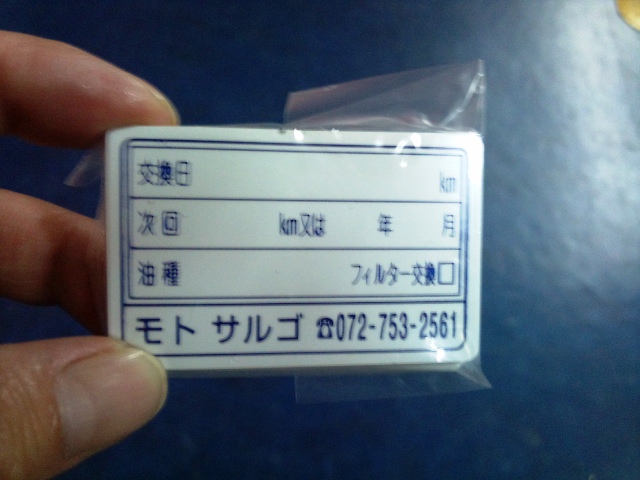 交換日 km
次回 km又は 年 月
油種 フィルター交換□
モト サルゴ ☎072-753-2561